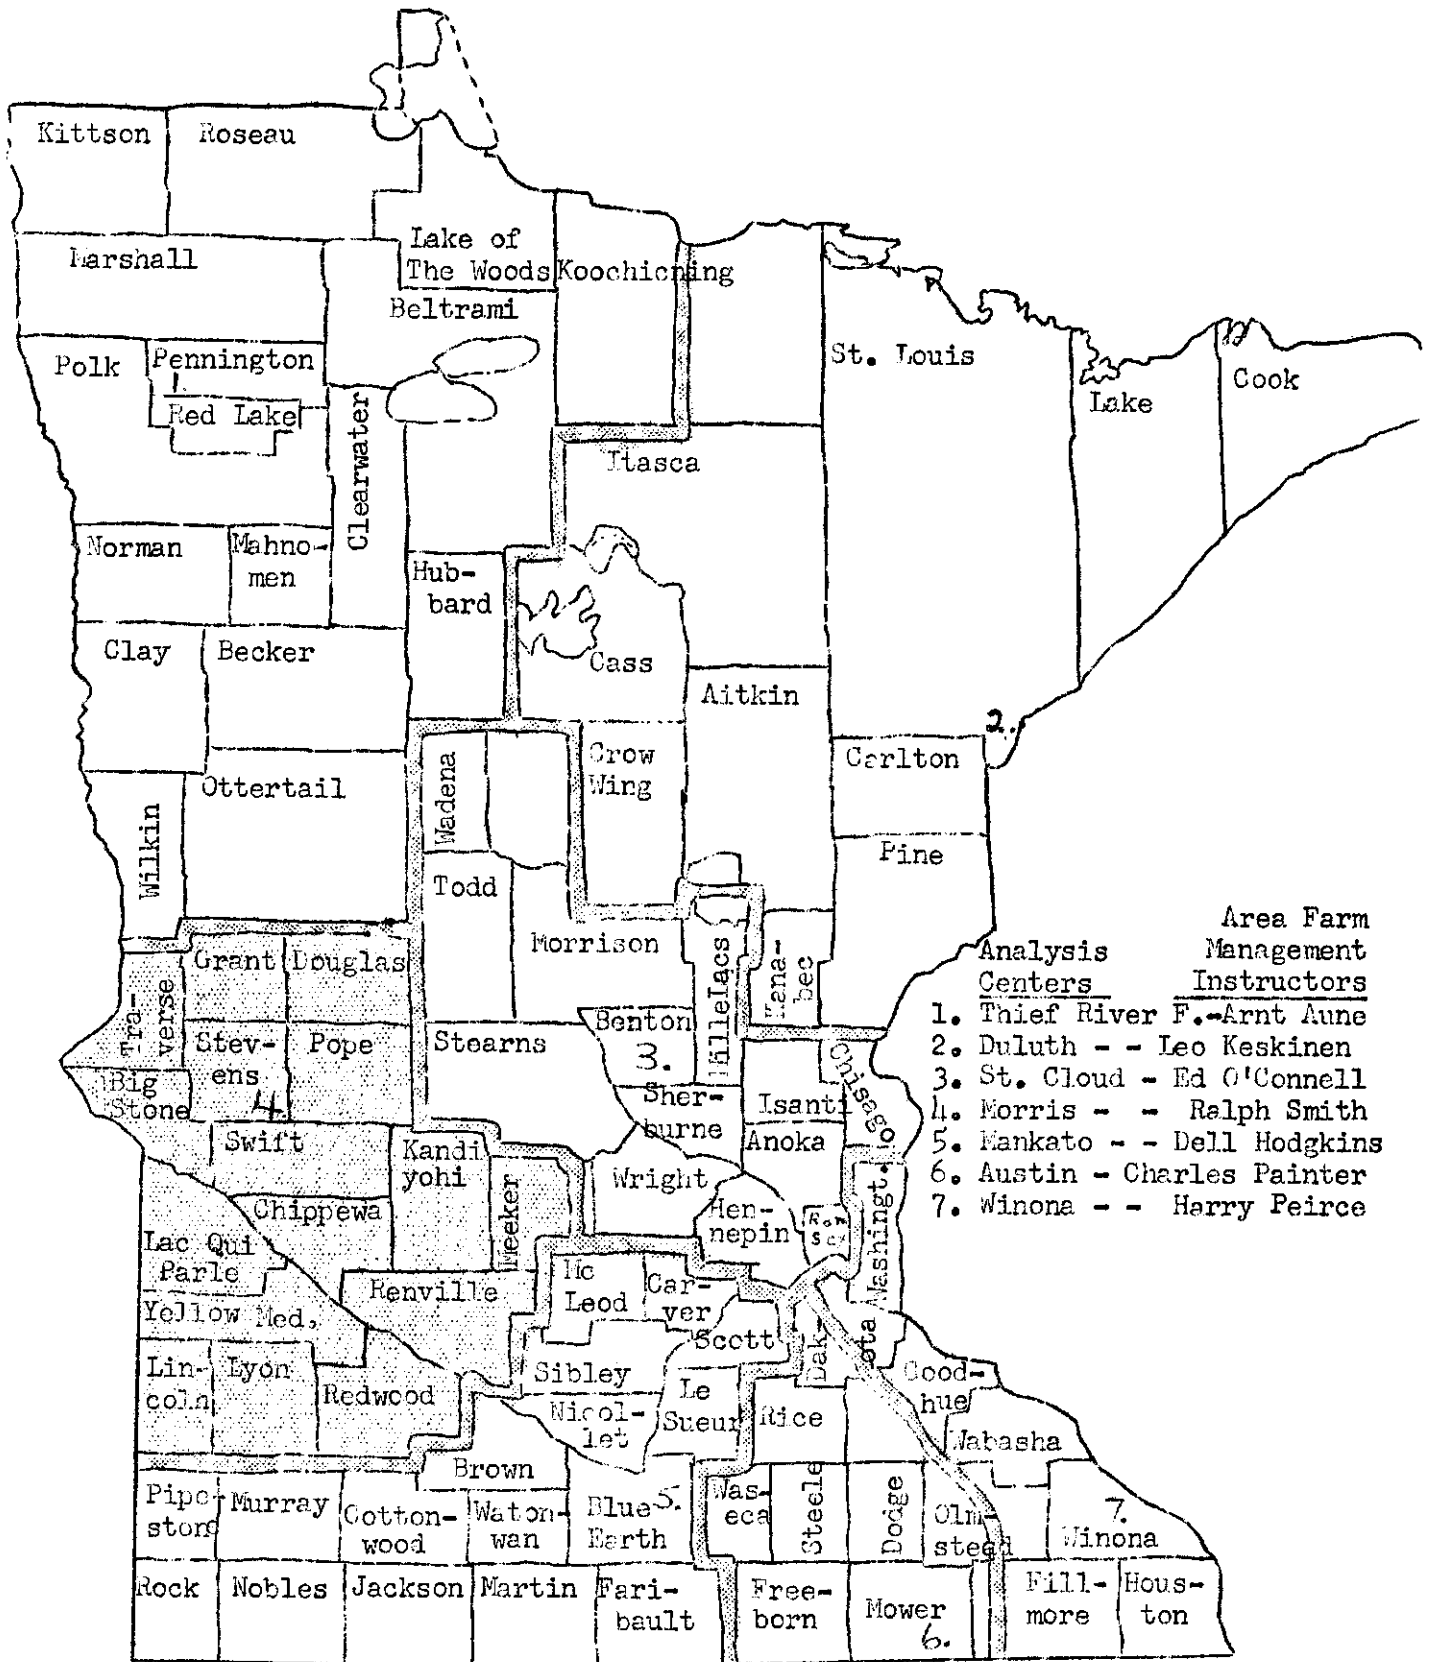 Kittson
Roseau
Marshall
Lake of
The Woods
Koochicning
Beltrami
Polk
Pennington
1.
Red Lake
Clearwater
St. Louis
Lake
Cook
Itasca
Norman
Mahno-
men
Hub-
bard
Clay
Becker
Cass
Aitkin
2.
Wadena
Crow
Wing
Carlton
Ottertail
Wilkin
Pine
Todd
Morrison
Millelacs
Kana-
bec
Grant
Douglas
Tra-
verse
Stev-
ens
4
Pope
Stearns
Benton
3.
Big
Stone
Sher-
burne
Isanti
Chisago
Anoka
Swift
Kandi
yohi
Meeker
Wright
Hen-
nepin
Washingt.
Chippewa
Lac Qui
Parle
Renville
Mc
Leod
Car-
ver
Scott
Yellow Med,
Dak-
ota
Lin-
coln
Lyon
Redwood
Sibley
Nicol-
let
Le
Sueur
Rice
Good-
hue
Wabasha
Brown
Pipe-
stone
Murray
Cotton-
wood
Waton-
wan
Blue
Earth
5.
Was-
eca
Steele
Dodge
Olm-
stead
7.
Winona
Rock
Nobles
Jackson
Martin
Fari-
bault
Free-
born
Mower
6.
Fill-
more
Hous-
ton
Area Farm
Analysis Management
Centers Instructors
1. Thief River F.-Arnt Aune
2. Duluth - - Leo Keskinen
3. St. Cloud - Ed O'Connell
4. Morris - - Ralph Smith
5. Mankato - - Dell Hodgkins
6. Austin - Charles Painter
7. Winona - - Harry Peirce